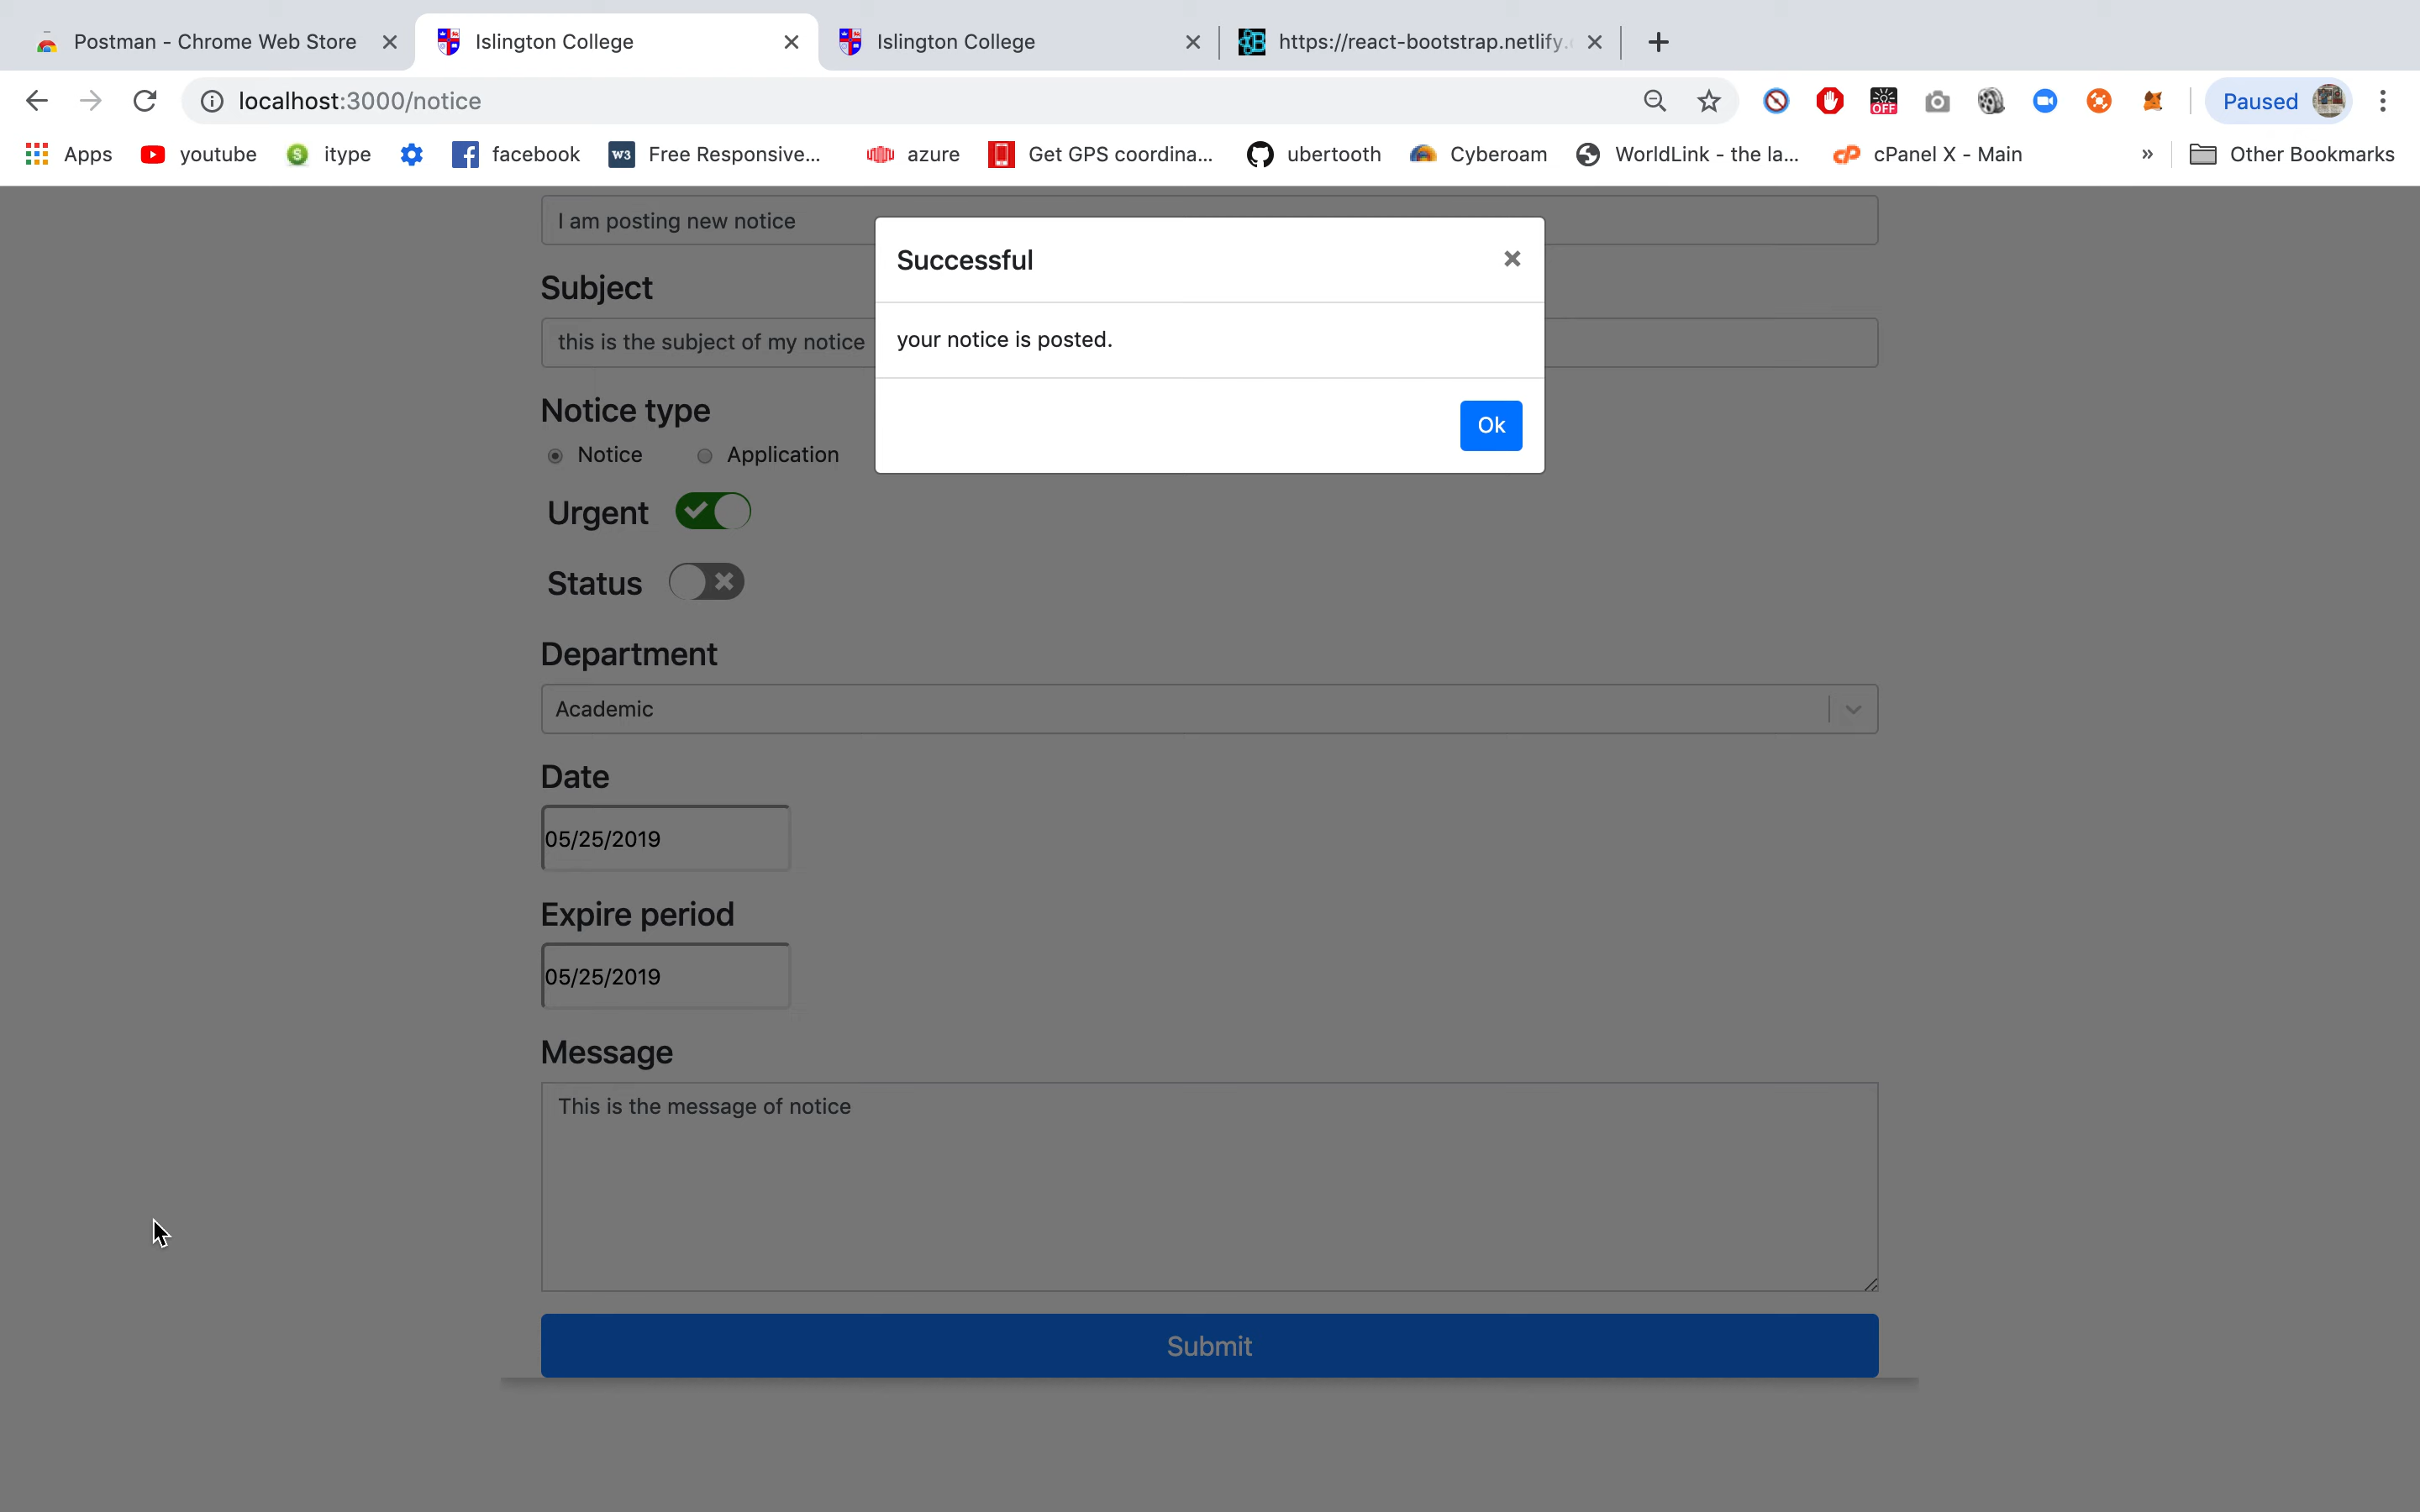 Postman - Chrome Web Store
Islington College
Islington College
https://react-bootstrap.netlify.
localhost:3000/notice
OFF
Paused
Apps
youtube
itype
facebook
W3
Free Responsive...
azure
Get GPS coordina...
ubertooth
Cyberoam
WorldLink - the la...
cP
cPanel X - Main
»
Other Bookmarks
I am posting new notice
Successful
Subject
this is the subject of my notice
your notice is posted.
Notice type
Ok
Notice
Application
Urgent
Status
Department
Academic
Date
05/25/2019
Expire period
05/25/2019
Message
This is the message of notice
Submit